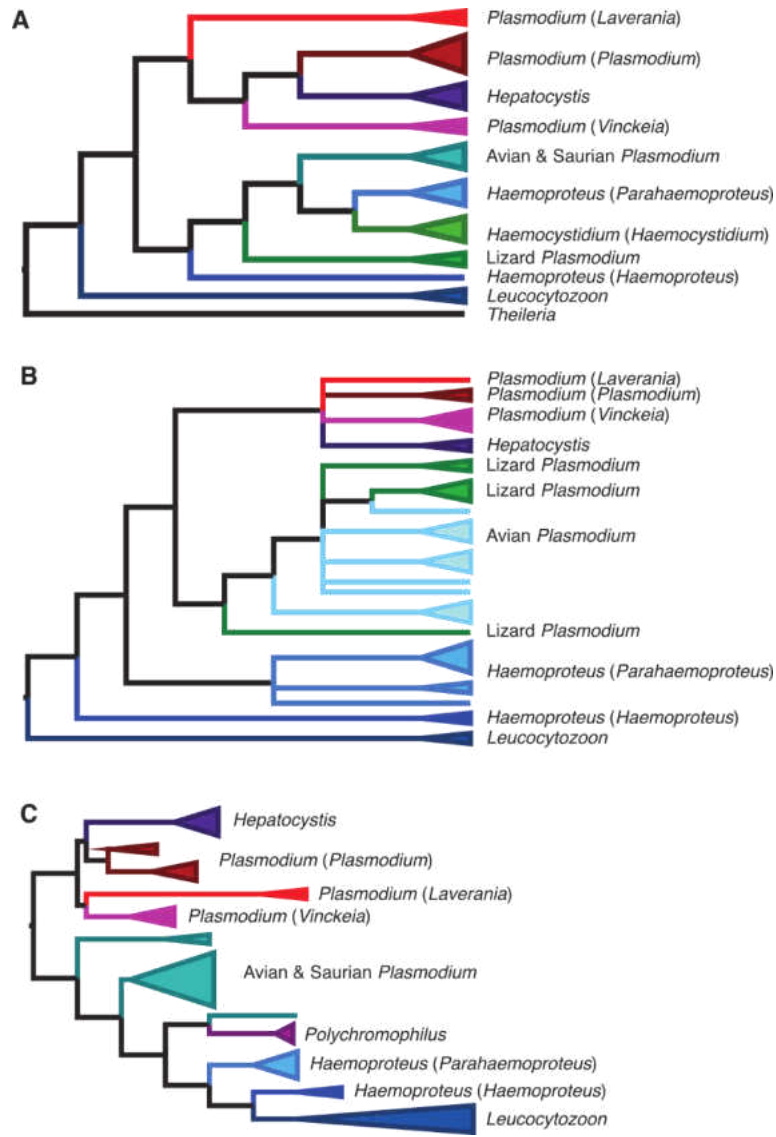 A
Plasmodium (Laverania)
Plasmodium (Plasmodium)
Hepatocystis
Plasmodium (Vinckeia)
Avian & Saurian Plasmodium
Haemoproteus (Parahaemoproteus)
Haemocystidium (Haemocystidium)
Lizard Plasmodium
Haemoproteus (Haemoproteus)
Leucocytozoon
Theileria
B
Plasmodium (Laverania)
Plasmodium (Plasmodium)
Plasmodium (Vinckeia)
Hepatocystis
Lizard Plasmodium
Lizard Plasmodium
Avian Plasmodium
Lizard Plasmodium
Haemoproteus (Parahaemoproteus)
Haemoproteus (Haemoproteus)
Leucocytozoon
C
Hepatocystis
Plasmodium (Plasmodium)
Plasmodium (Laverania)
Plasmodium (Vinckeia)
Avian & Saurian Plasmodium
Polychromophilus
Haemoproteus (Parahaemoproteus)
Haemoproteus (Haemoproteus)
Leucocytozoon